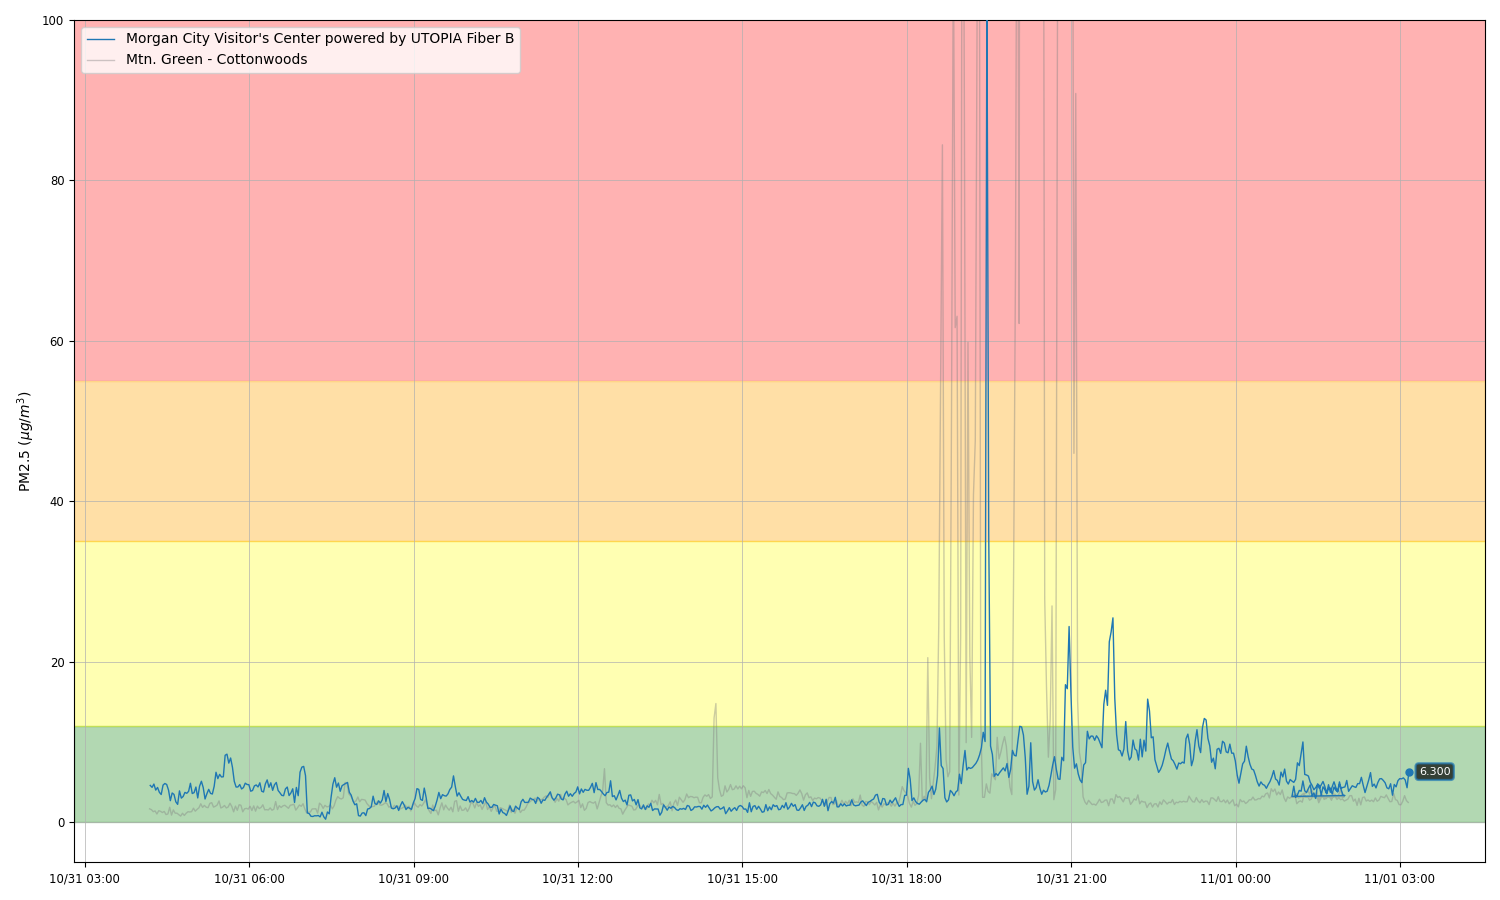 100
Morgan City Visitor's Center powered by UTOPIA Fiber B
Mtn. Green - Cottonwoods
80
60
PM2.5 (μg/m³)
40
20
6.300
0
10/31 03:00 10/31 06:00 10/31 09:00 10/31 12:00 10/31 15:00 10/31 18:00 10/31 21:00 11/01 00:00 11/01 03:00